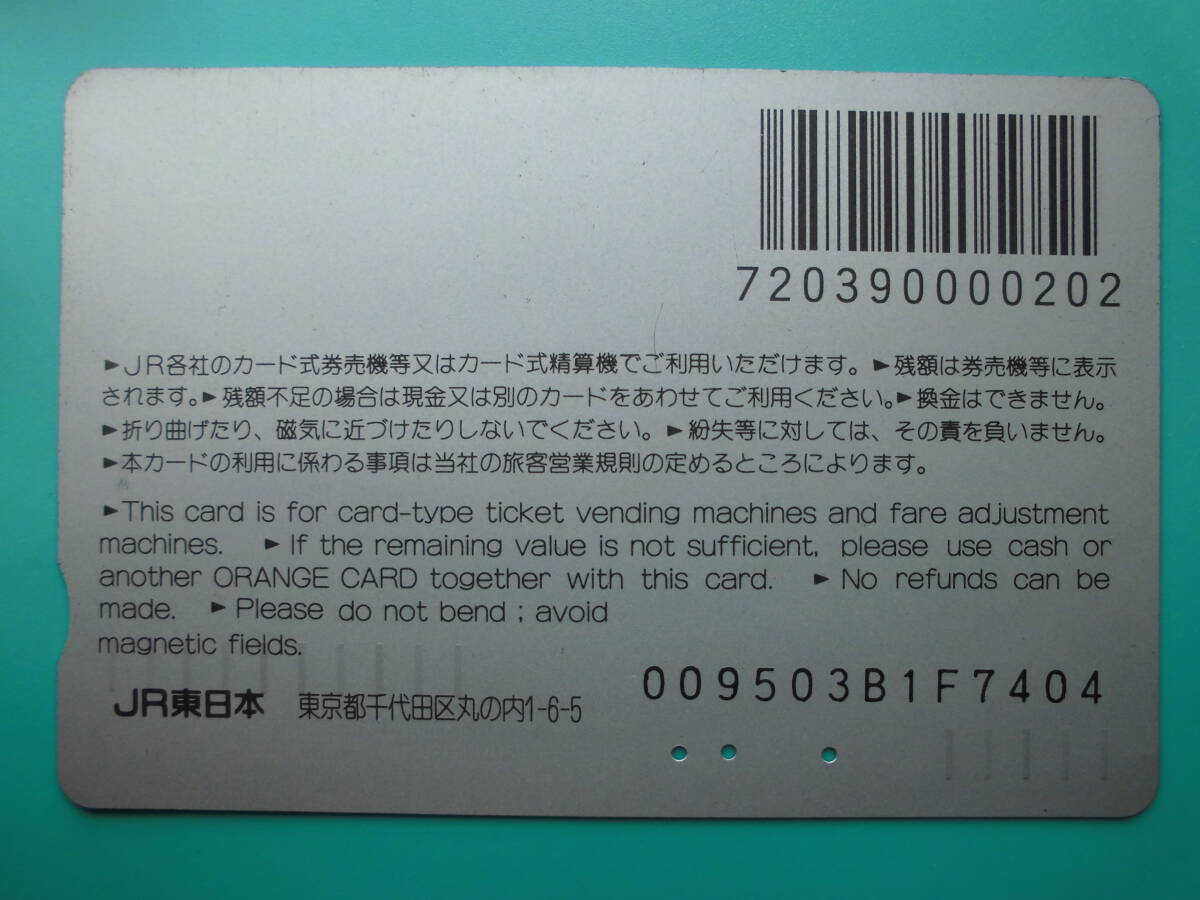 720390000202
►JR各社のカード式券売機等又はカード式精算機でご利用いただけます。►残額は券売機等に表示
されます。►残額不足の場合は現金又は別のカードをあわせてご利用ください。►換金はできません。
►折り曲げたり、磁気に近づけたりしないでください。►紛失等に対しては、その責を負いません。
►本カードの利用に係わる事項は当社の旅客営業規則の定めるところによります。
►This card is for card-type ticket vending machines and fare adjustment
machines. ►If the remaining value is not sufficient, please use cash or
another ORANGE CARD together with this card. ►No refunds can be
made. ►Please do not bend ; avoid
magnetic fields.
009503B1F7404
JR東日本 東京都千代田区丸の内1-6-5